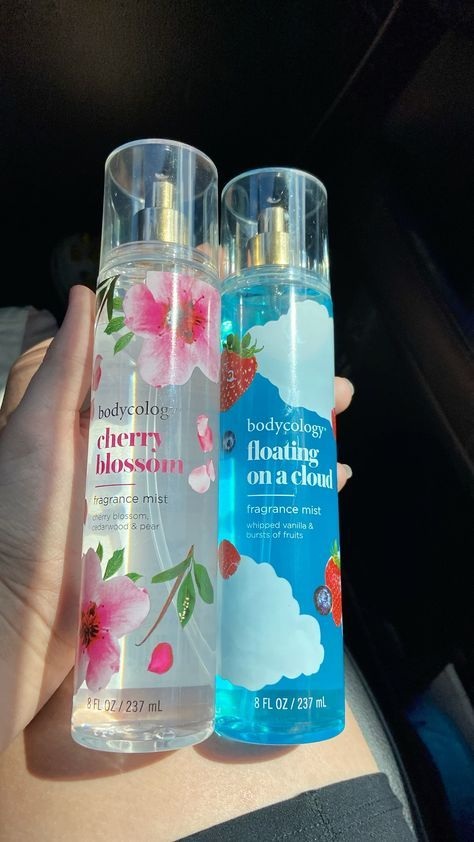 bodycology
cherry
blossom
fragrance mist
cherry blossom,
cedarwood & pear
8 FL OZ / 237 mL
bodycology®
floating
on a cloud
fragrance mist
whipped vanilla &
bursts of fruits
8 FL OZ / 237 mL